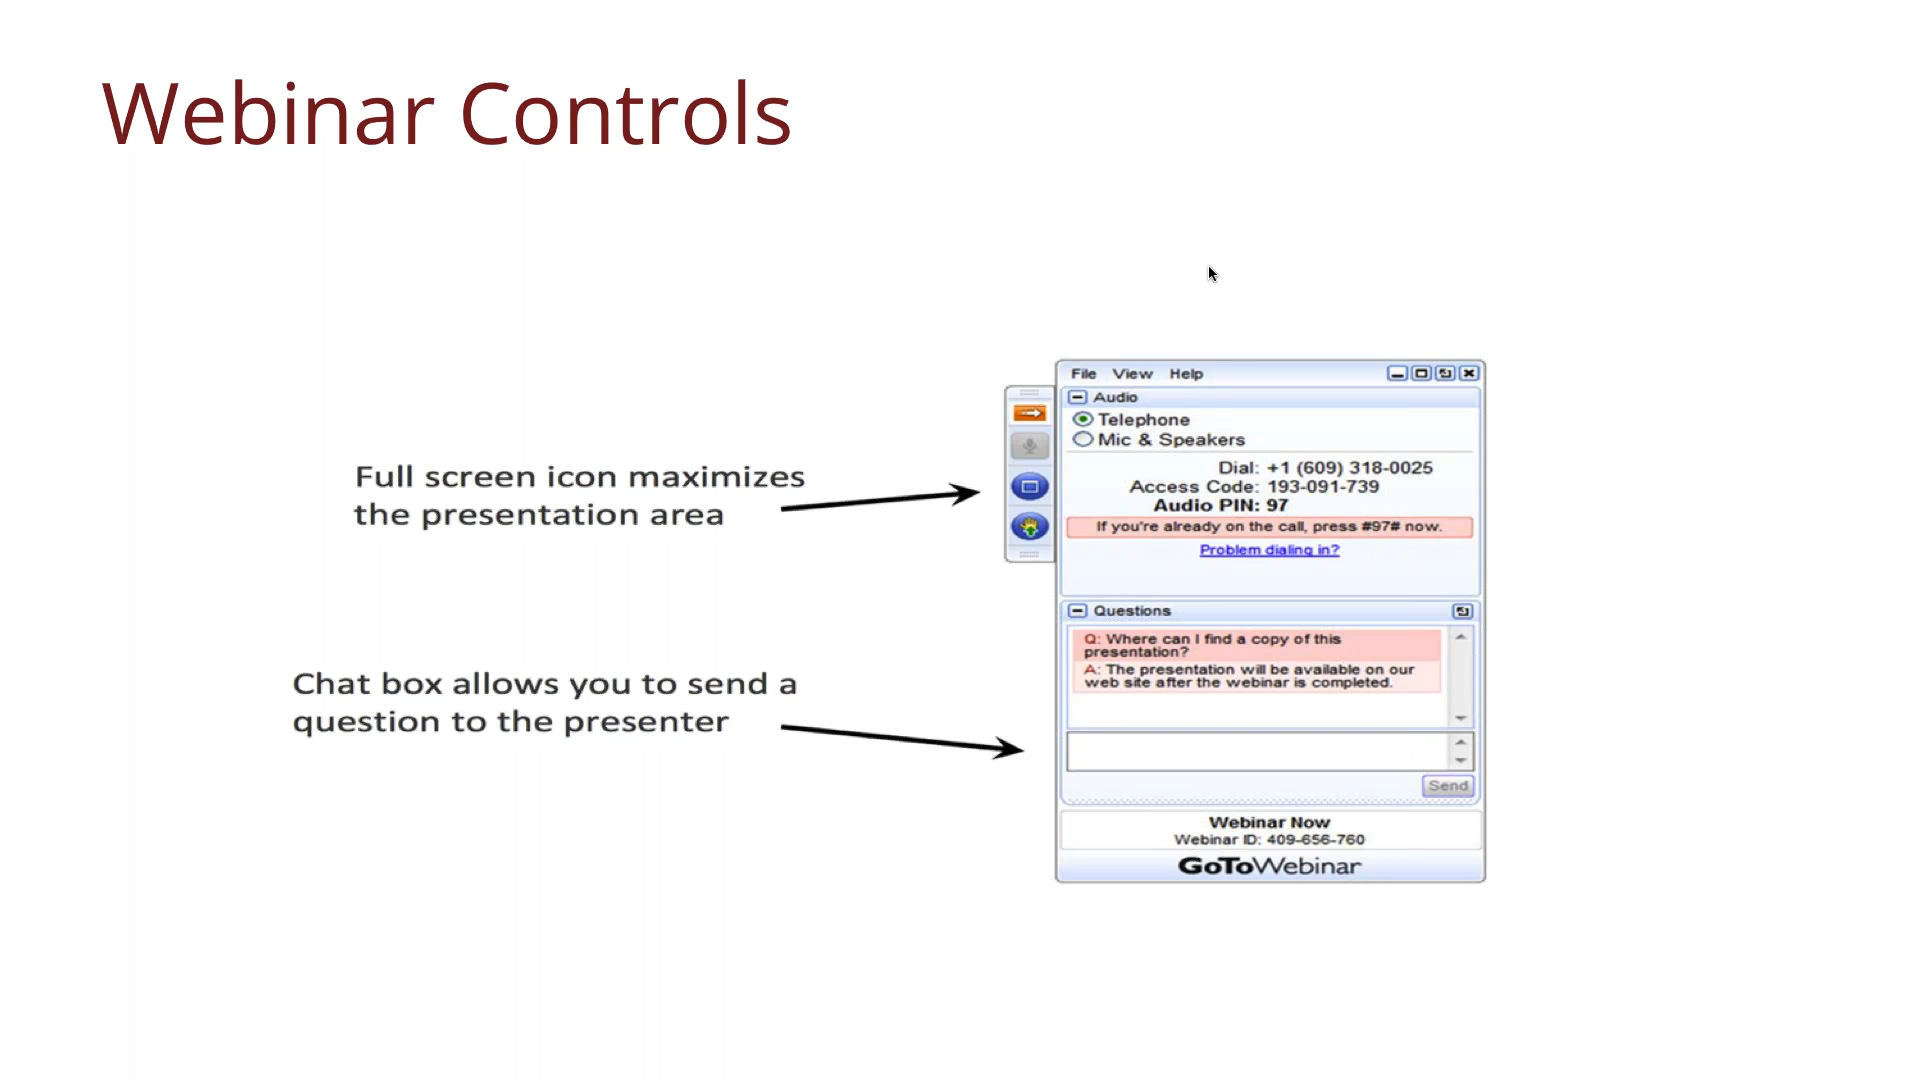 Webinar Controls
Full screen icon maximizes
the presentation area
Chat box allows you to send a
question to the presenter
File View Help
Audio
Telephone
Mic & Speakers
Dial: +1 (609) 318-0025
Access Code: 193-091-739
Audio PIN: 97
If you're already on the call, press #97# now.
Problem dialing in?
Questions
Q: Where can I find a copy of this
presentation?
A: The presentation will be available on our
web site after the webinar is completed.
Send
Webinar Now
Webinar ID: 409-656-760
GoToWebinar